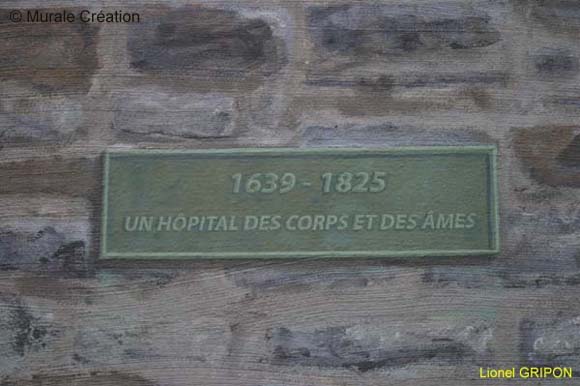 © Murale Création
1639 - 1825
UN HÔPITAL DES CORPS ET DES ÂMES
Lionel GRIPON